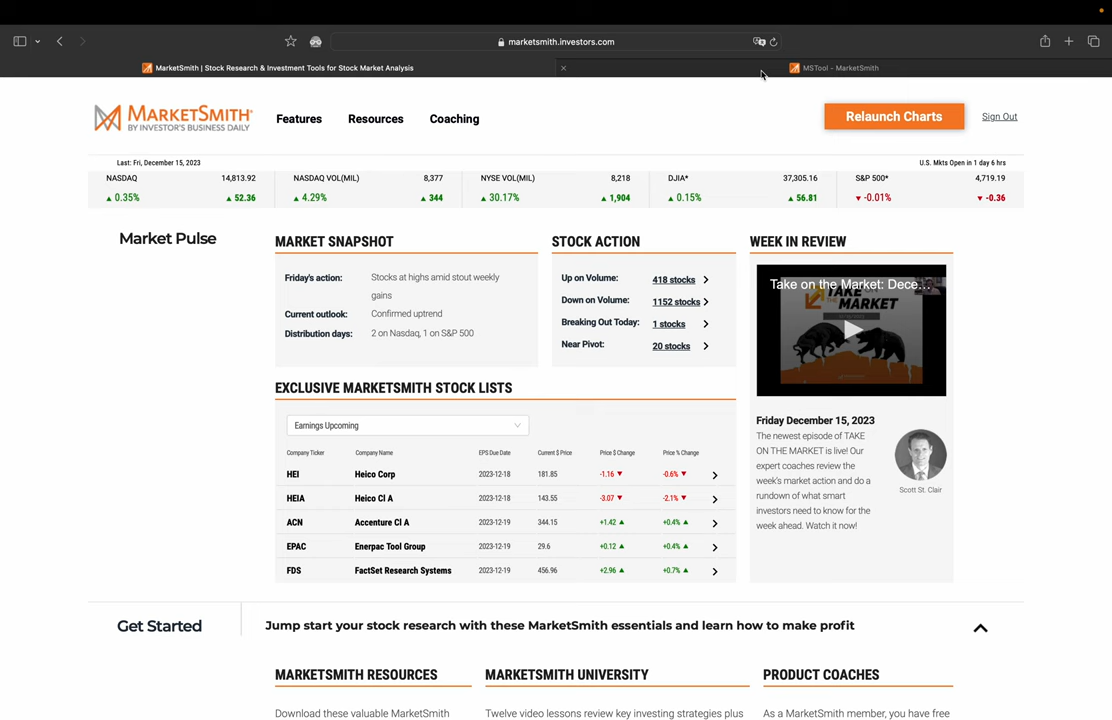 marketsmith.investors.com
MarketSmith | Stock Research & Investment Tools for Stock Market Analysis
MSTool - MarketSmith
MARKETSMITH®
BY INVESTOR'S BUSINESS DAILY
Features
Resources
Coaching
Relaunch Charts
Sign Out
Last: Fri, December 15, 2023
U.S. Mkts Open in 1 day 6 hrs
NASDAQ 14,813.92
▲ 0.35% ▲ 52.36
NASDAQ VOL(MIL) 8,377
▲ 4.29% ▲ 344
NYSE VOL(MIL) 8,218
▲ 30.17% ▲ 1,904
DJIA* 37,305.16
▲ 0.15% ▲ 56.81
S&P 500* 4,719.19
▼ -0.01% ▼ -0.36
Market Pulse
MARKET SNAPSHOT
Friday's action: Stocks at highs amid stout weekly
gains
Current outlook: Confirmed uptrend
Distribution days: 2 on Nasdaq, 1 on S&P 500
STOCK ACTION
Up on Volume: 418 stocks
Down on Volume: 1152 stocks
Breaking Out Today: 1 stocks
Near Pivot: 20 stocks
WEEK IN REVIEW
Take on the Market: Dece...
TAKE ON
THE MARKET
Friday December 15, 2023
The newest episode of TAKE
ON THE MARKET is live! Our
expert coaches review the
week's market action and do a
rundown of what smart
investors need to know for the
week ahead. Watch it now!
Scott St. Clair
EXCLUSIVE MARKETSMITH STOCK LISTS
Earnings Upcoming
Company Ticker Company Name EPS Due Date Current $ Price Price $ Change Price % Change
HEI Heico Corp 2023-12-18 181.85 -1.16 ▼ -0.6% ▼
HEIA Heico Cl A 2023-12-18 143.55 -3.07 ▼ -2.1% ▼
ACN Accenture Cl A 2023-12-19 344.15 +1.42 ▲ +0.4% ▲
EPAC Enerpac Tool Group 2023-12-19 29.6 +0.12 ▲ +0.4% ▲
FDS FactSet Research Systems 2023-12-19 456.96 +2.96 ▲ +0.7% ▲
Get Started
Jump start your stock research with these MarketSmith essentials and learn how to make profit
MARKETSMITH RESOURCES
Download these valuable MarketSmith
MARKETSMITH UNIVERSITY
Twelve video lessons review key investing strategies plus
PRODUCT COACHES
As a MarketSmith member, you have free